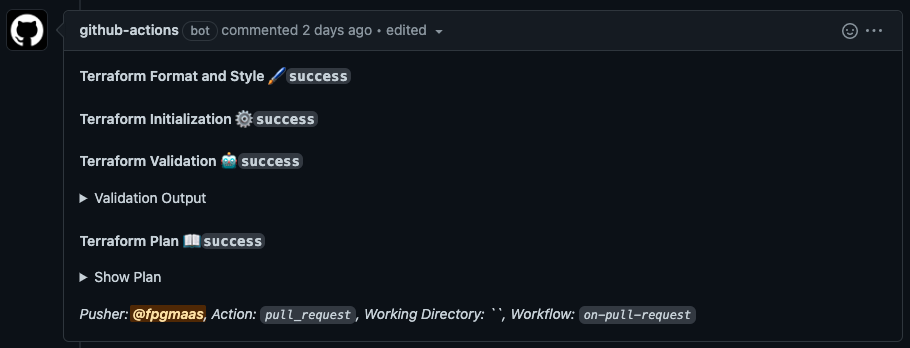 github-actions bot commented 2 days ago • edited
Terraform Format and Style 🖌success
Terraform Initialization ⚙️success
Terraform Validation 🤖success
Validation Output
Terraform Plan 📖success
Show Plan
Pusher: @fpgmaas, Action: pull_request, Working Directory: ``, Workflow: on-pull-request